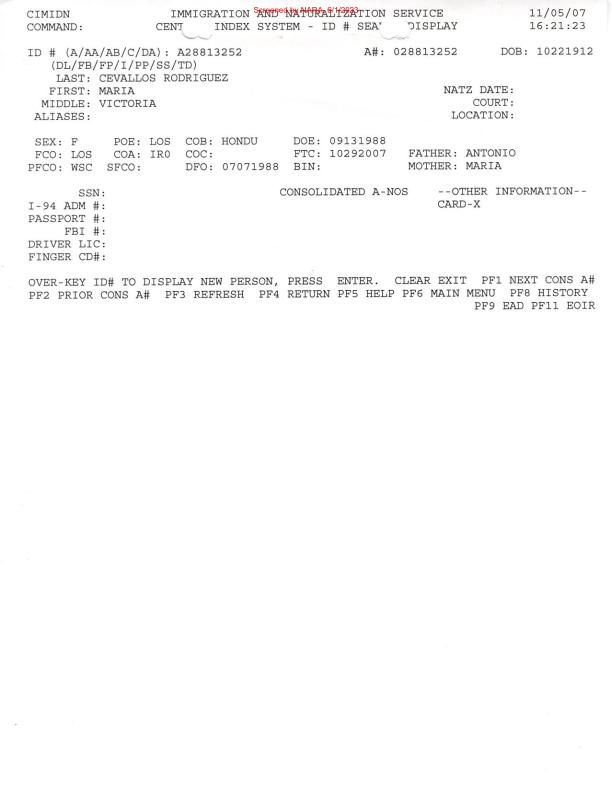 CIMIDN IMMIGRATION AND NATURALIZATION SERVICE 11/05/07
Screened by NARA, 8/1/2023
COMMAND: CENT INDEX SYSTEM - ID # SEA DISPLAY 16:21:23
ID # (A/AA/AB/C/DA): A28813252 A#: 028813252 DOB: 10221912
(DL/FB/FP/I/PP/SS/TD)
LAST: CEVALLOS RODRIGUEZ
FIRST: MARIA NATZ DATE:
MIDDLE: VICTORIA COURT:
ALIASES: LOCATION:
SEX: F POE: LOS COB: HONDU DOE: 09131988
FCO: LOS COA: IR0 COC: FTC: 10292007 FATHER: ANTONIO
PFCO: WSC SFCO: DFO: 07071988 BIN: MOTHER: MARIA
SSN: CONSOLIDATED A-NOS --OTHER INFORMATION--
I-94 ADM #: CARD-X
PASSPORT #:
FBI #:
DRIVER LIC:
FINGER CD#:
OVER-KEY ID# TO DISPLAY NEW PERSON, PRESS ENTER. CLEAR EXIT PF1 NEXT CONS A#
PF2 PRIOR CONS A# PF3 REFRESH PF4 RETURN PF5 HELP PF6 MAIN MENU PF8 HISTORY
PF9 EAD PF11 EOIR